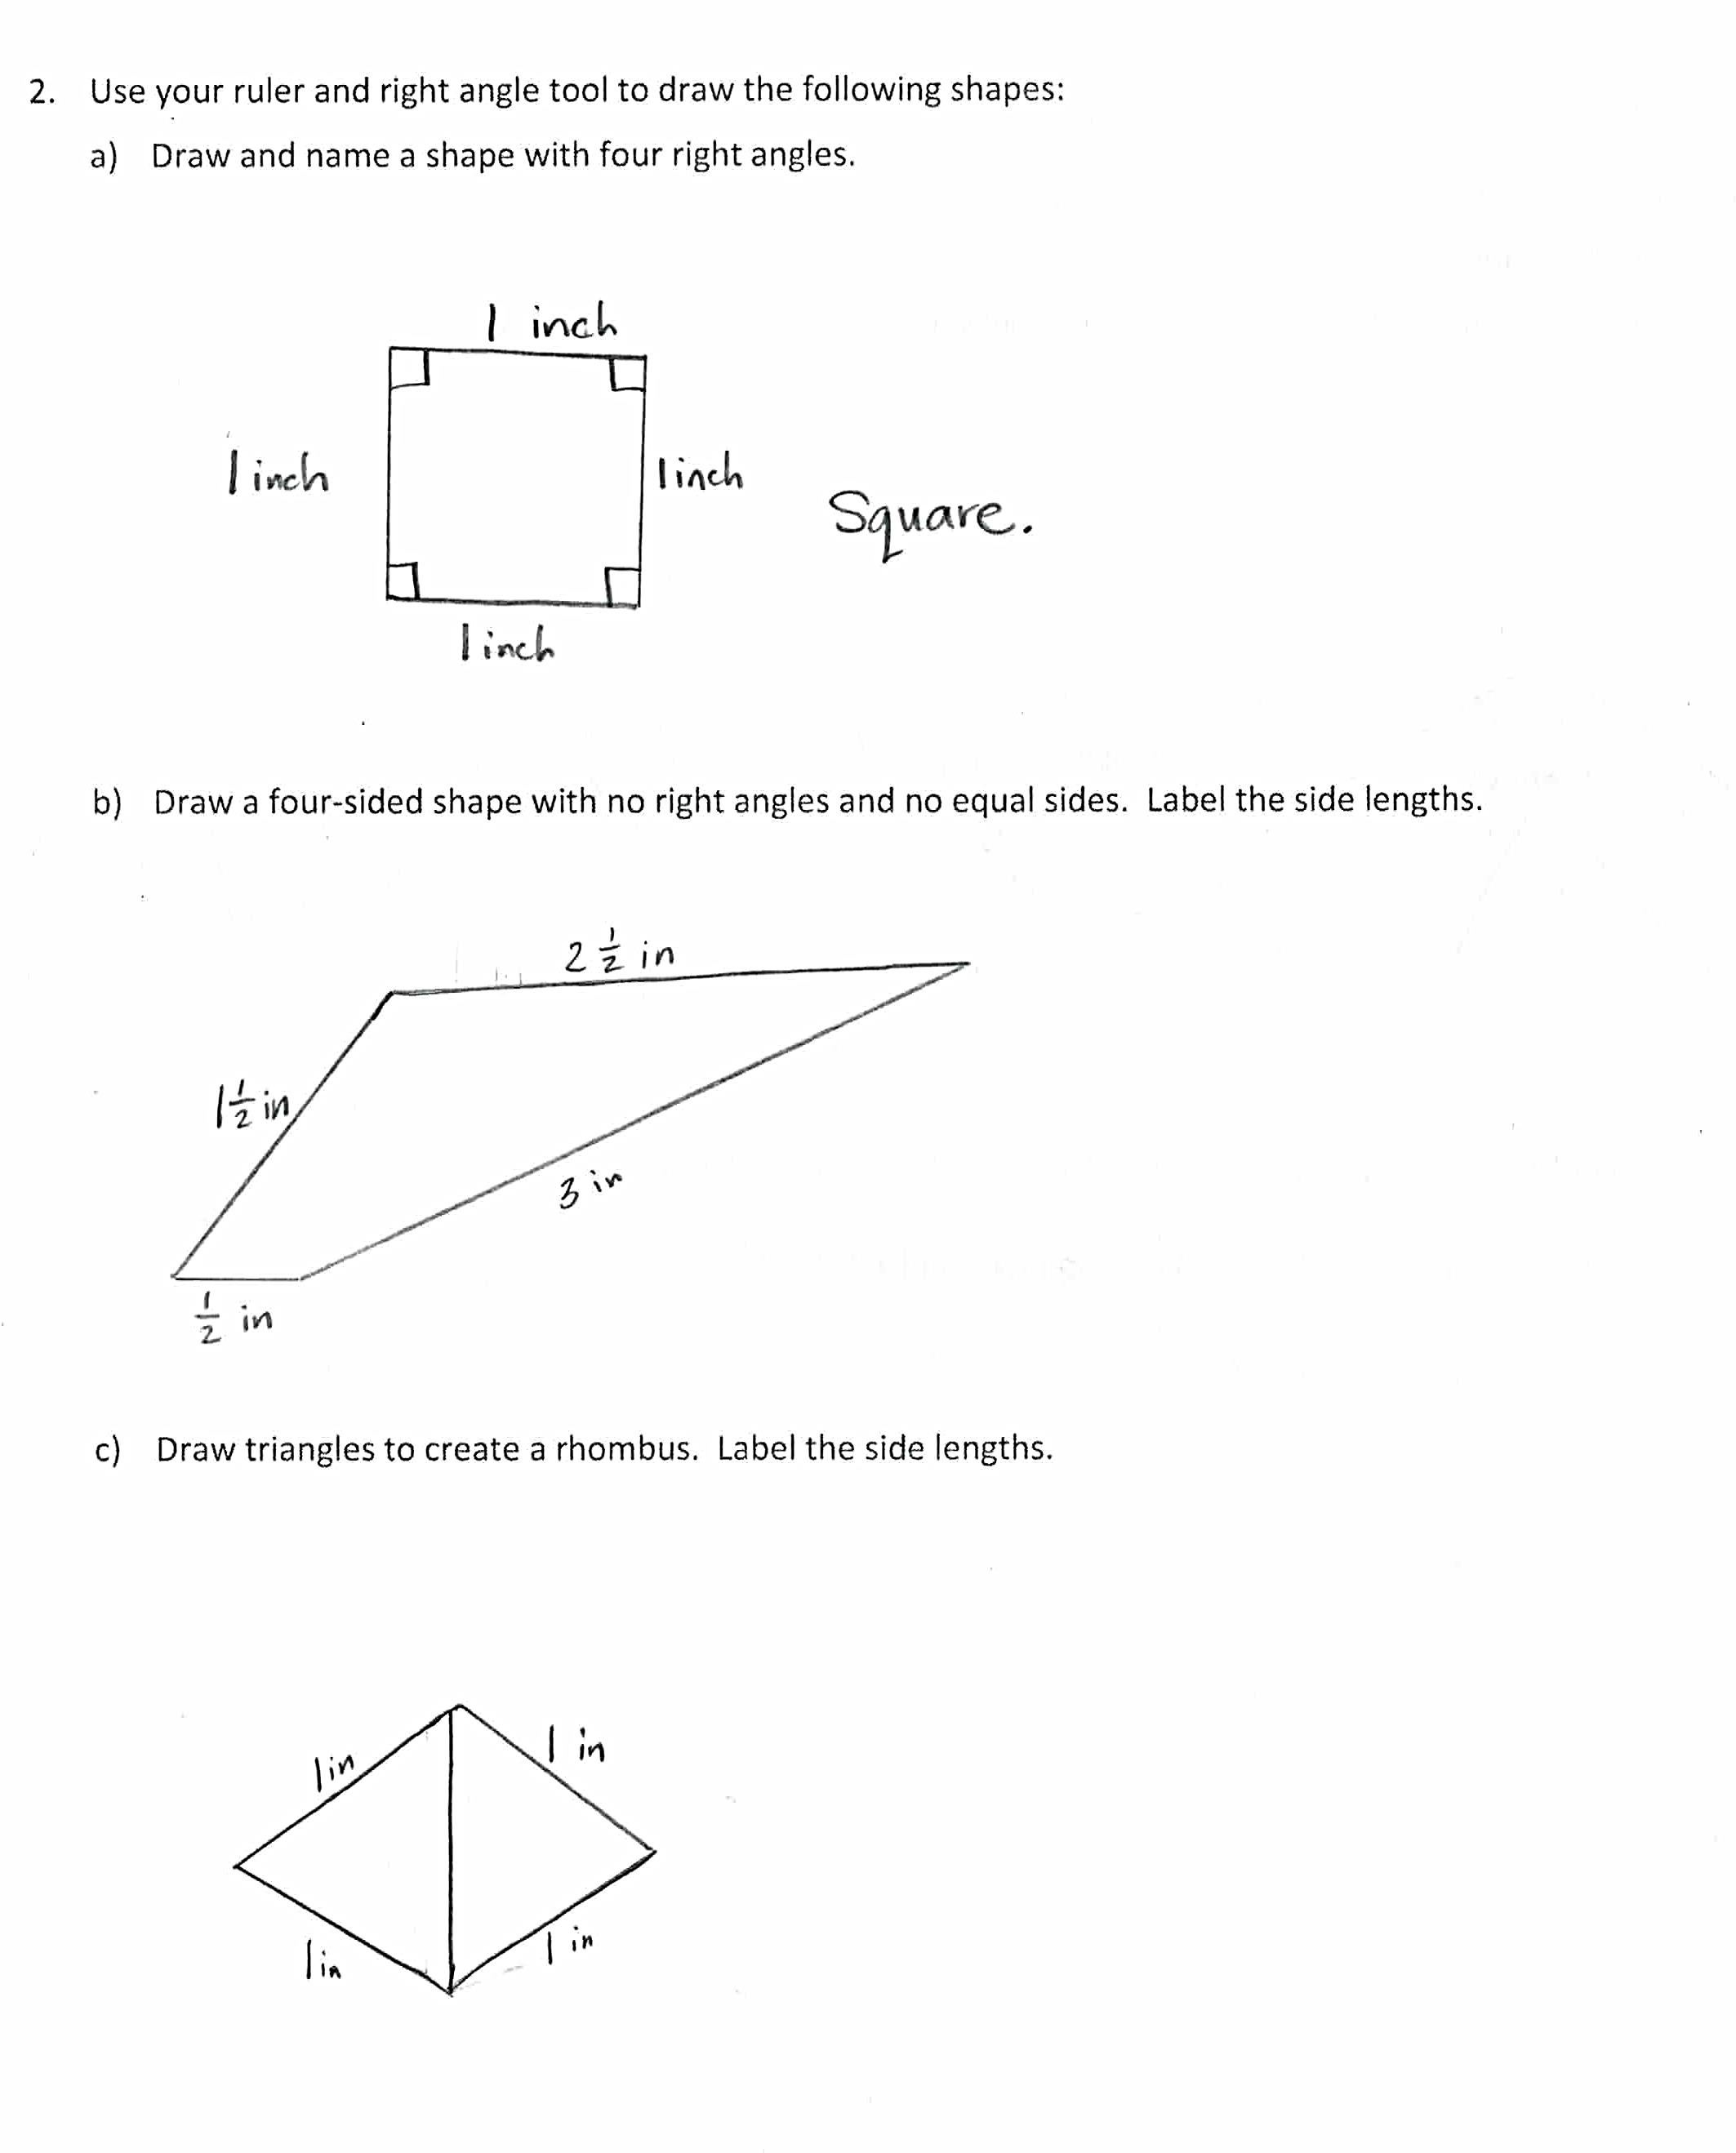 2. Use your ruler and right angle tool to draw the following shapes:
a) Draw and name a shape with four right angles.
1 inch
1 inch
1 inch
Square.
1 inch
b) Draw a four-sided shape with no right angles and no equal sides. Label the side lengths.
2 1/2 in
1 1/2 in
3 in
1/2 in
c) Draw triangles to create a rhombus. Label the side lengths.
1 in
1 in
1 in
1 in